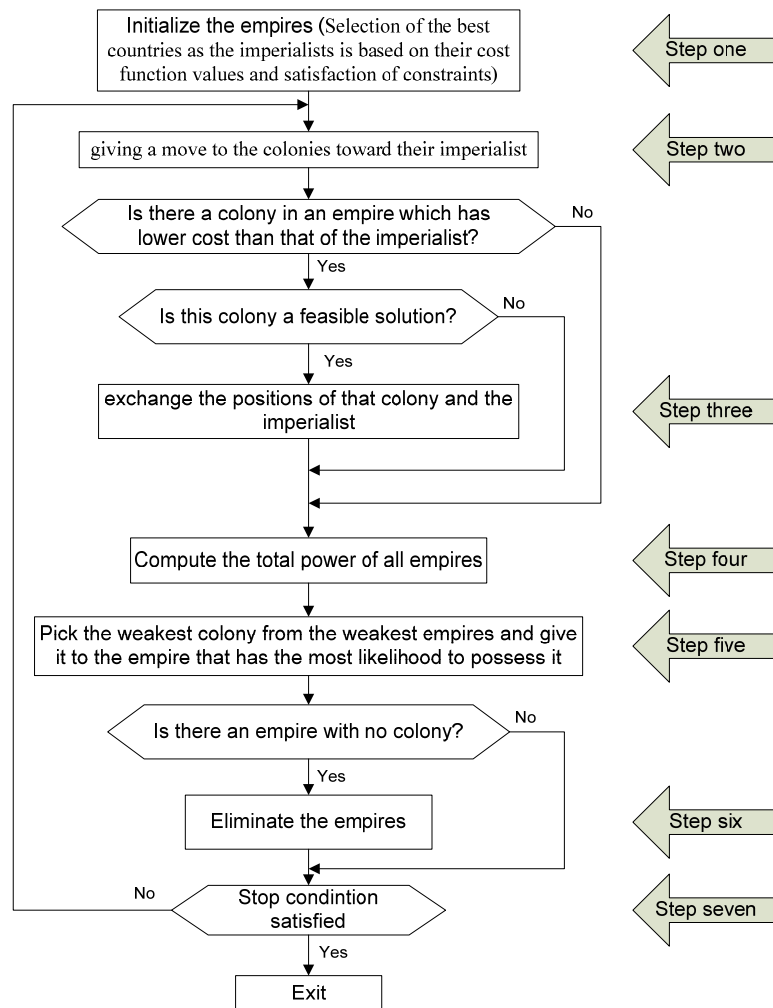 Initialize the empires (Selection of the best
countries as the imperialists is based on their cost
function values and satisfaction of constraints)
Step one
giving a move to the colonies toward their imperialist
Step two
Is there a colony in an empire which has
lower cost than that of the imperialist?
No
Yes
Is this colony a feasible solution?
No
Yes
exchange the positions of that colony and the
imperialist
Step three
Compute the total power of all empires
Step four
Pick the weakest colony from the weakest empires and give
it to the empire that has the most likelihood to possess it
Step five
Is there an empire with no colony?
No
Yes
Eliminate the empires
Step six
No
Stop condintion
satisfied
Step seven
Yes
Exit